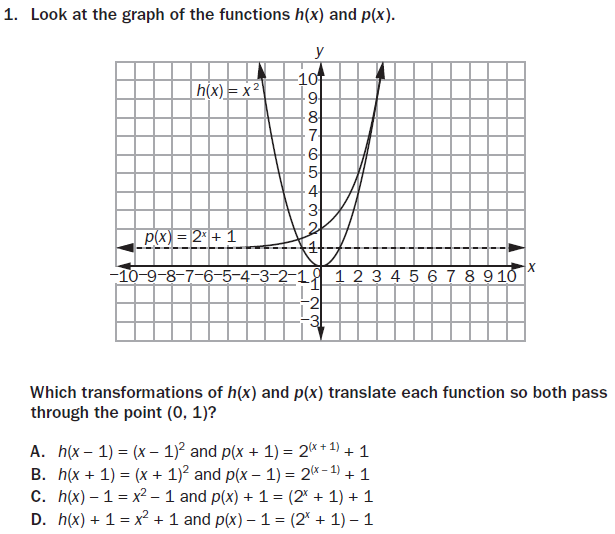 1. Look at the graph of the functions h(x) and p(x).
y
10
h(x) = x²
9
8
7
6
5
4
3
2
p(x) = 2ˣ + 1
1
x
–10–9–8–7–6–5–4–3–2–1 0 1 2 3 4 5 6 7 8 9 10
–1
–2
–3
Which transformations of h(x) and p(x) translate each function so both pass
through the point (0, 1)?
A. h(x – 1) = (x – 1)² and p(x + 1) = 2⁽ˣ ⁺ ¹⁾ + 1
B. h(x + 1) = (x + 1)² and p(x – 1) = 2⁽ˣ ⁻ ¹⁾ + 1
C. h(x) – 1 = x² – 1 and p(x) + 1 = (2ˣ + 1) + 1
D. h(x) + 1 = x² + 1 and p(x) – 1 = (2ˣ + 1) – 1